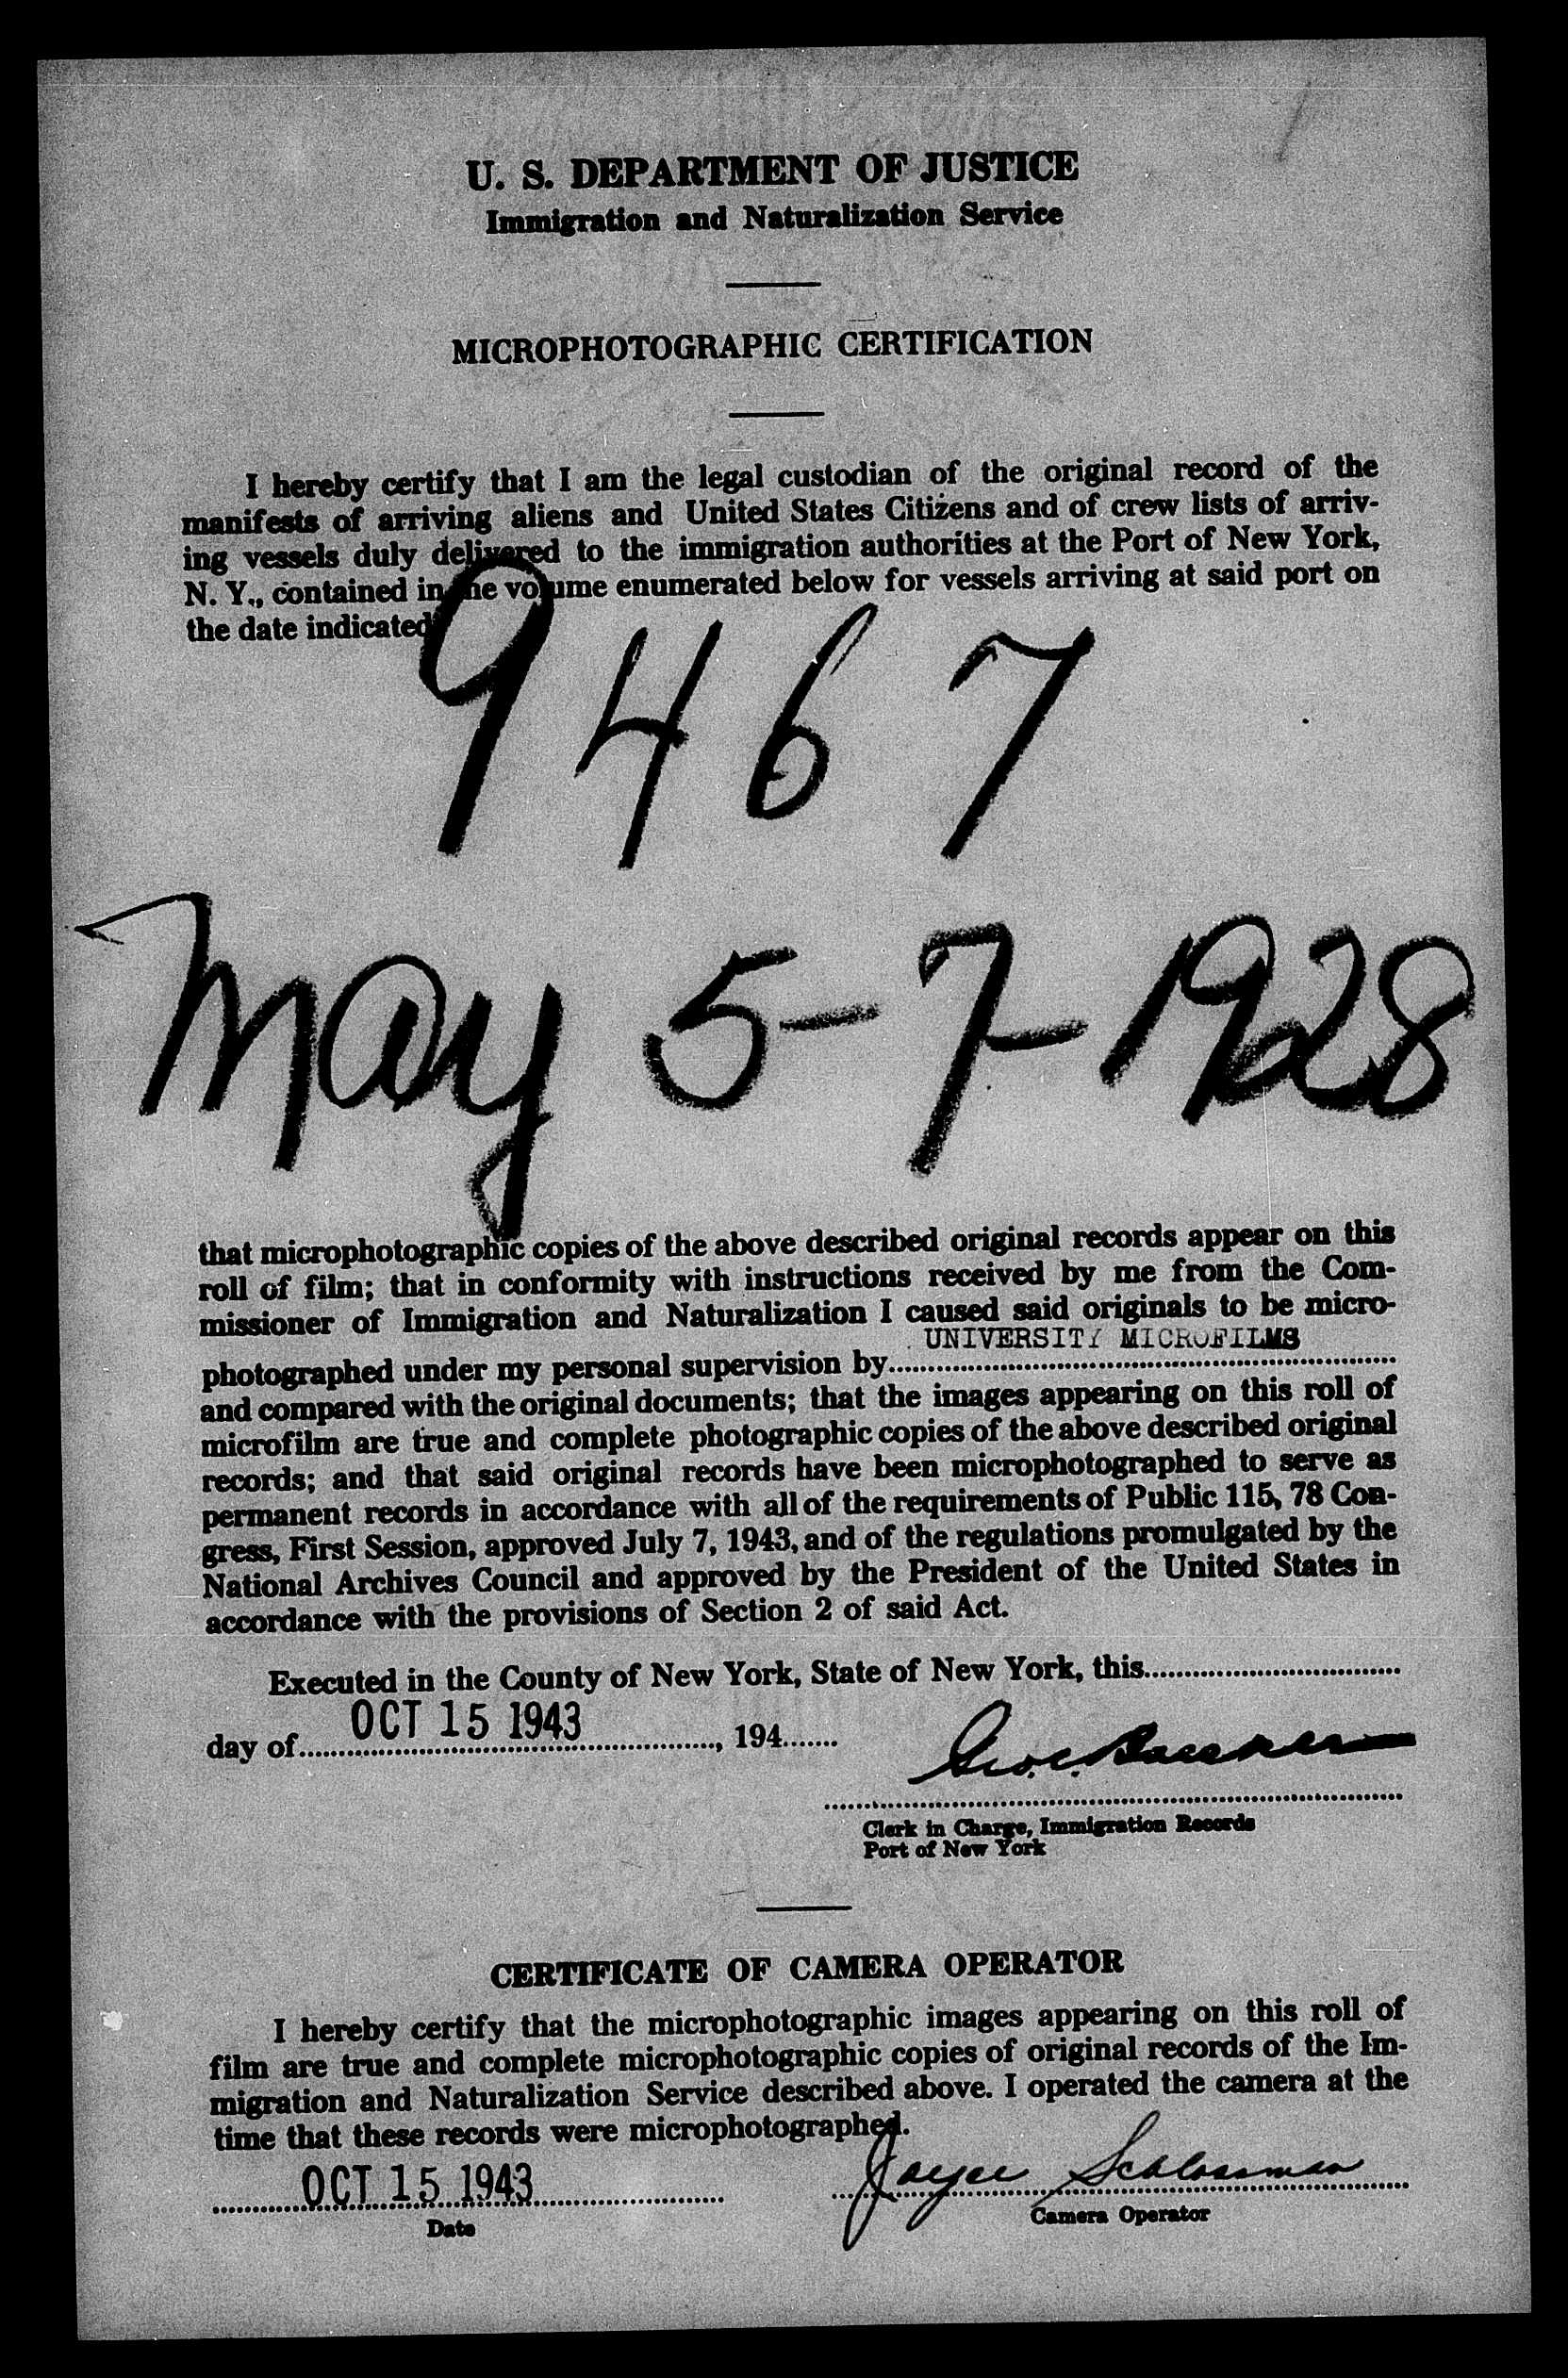 U. S. DEPARTMENT OF JUSTICE
Immigration and Naturalization Service
MICROPHOTOGRAPHIC CERTIFICATION
I hereby certify that I am the legal custodian of the original record of the
manifests of arriving aliens and United States Citizens and of crew lists of arriv-
ing vessels duly delivered to the immigration authorities at the Port of New York,
N. Y., contained in the volume enumerated below for vessels arriving at said port on
the date indicated
9467
May 5-7-1928
that microphotographic copies of the above described original records appear on this
roll of film; that in conformity with instructions received by me from the Com-
missioner of Immigration and Naturalization I caused said originals to be micro-
UNIVERSITY MICROFILMS
photographed under my personal supervision by
and compared with the original documents; that the images appearing on this roll of
microfilm are true and complete photographic copies of the above described original
records; and that said original records have been microphotographed to serve as
permanent records in accordance with all of the requirements of Public 115, 78 Con-
gress, First Session, approved July 7, 1943, and of the regulations promulgated by the
National Archives Council and approved by the President of the United States in
accordance with the provisions of Section 2 of said Act.
Executed in the County of New York, State of New York, this
OCT 15 1943
day of, 194
Geo. C.
Clerk in Charge, Immigration Records
Port of New York
CERTIFICATE OF CAMERA OPERATOR
I hereby certify that the microphotographic images appearing on this roll of
film are true and complete microphotographic copies of original records of the Im-
migration and Naturalization Service described above. I operated the camera at the
time that these records were microphotographed.
OCT 15 1943 Joyce Schlossman
Date Camera Operator